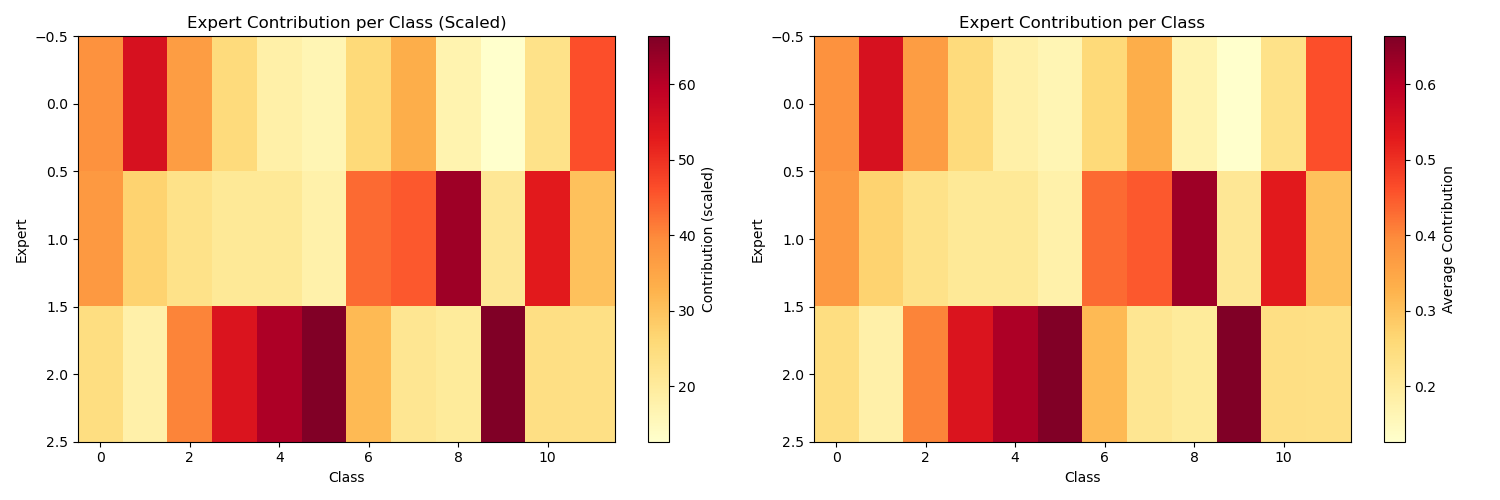 Expert Contribution per Class (Scaled)
−0.5
0.0
0.5
1.0
1.5
2.0
2.5
Expert
0 2 4 6 8 10
Class
60
50
40
30
20
Contribution (scaled)
Expert Contribution per Class
−0.5
0.0
0.5
1.0
1.5
2.0
2.5
Expert
0 2 4 6 8 10
Class
0.6
0.5
0.4
0.3
0.2
Average Contribution